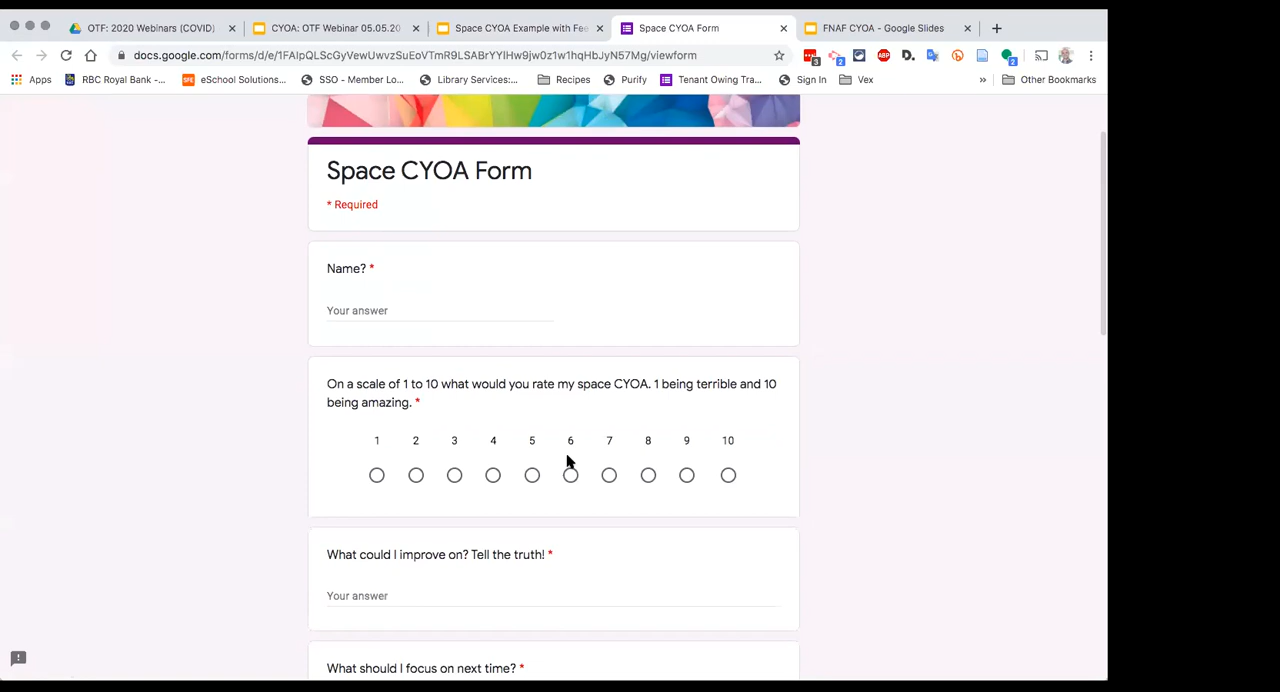 OTF: 2020 Webinars (COVID)
CYOA: OTF Webinar 05.05.20
Space CYOA Example with Fee
Space CYOA Form
FNAF CYOA - Google Slides
docs.google.com/forms/d/e/1FAIpQLScGyVewUwvzSuEoVTmR9LSABrYYlHw9jw0z1w1hqHbJyN57Mg/viewform
Apps
RBC Royal Bank -...
eSchool Solutions...
SSO - Member Lo...
Library Services:...
Recipes
Purify
Tenant Owing Tra...
Sign In
Vex
»
Other Bookmarks
Space CYOA Form
* Required
Name? *
Your answer
On a scale of 1 to 10 what would you rate my space CYOA. 1 being terrible and 10
being amazing. *
1 2 3 4 5 6 7 8 9 10
What could I improve on? Tell the truth! *
Your answer
What should I focus on next time? *